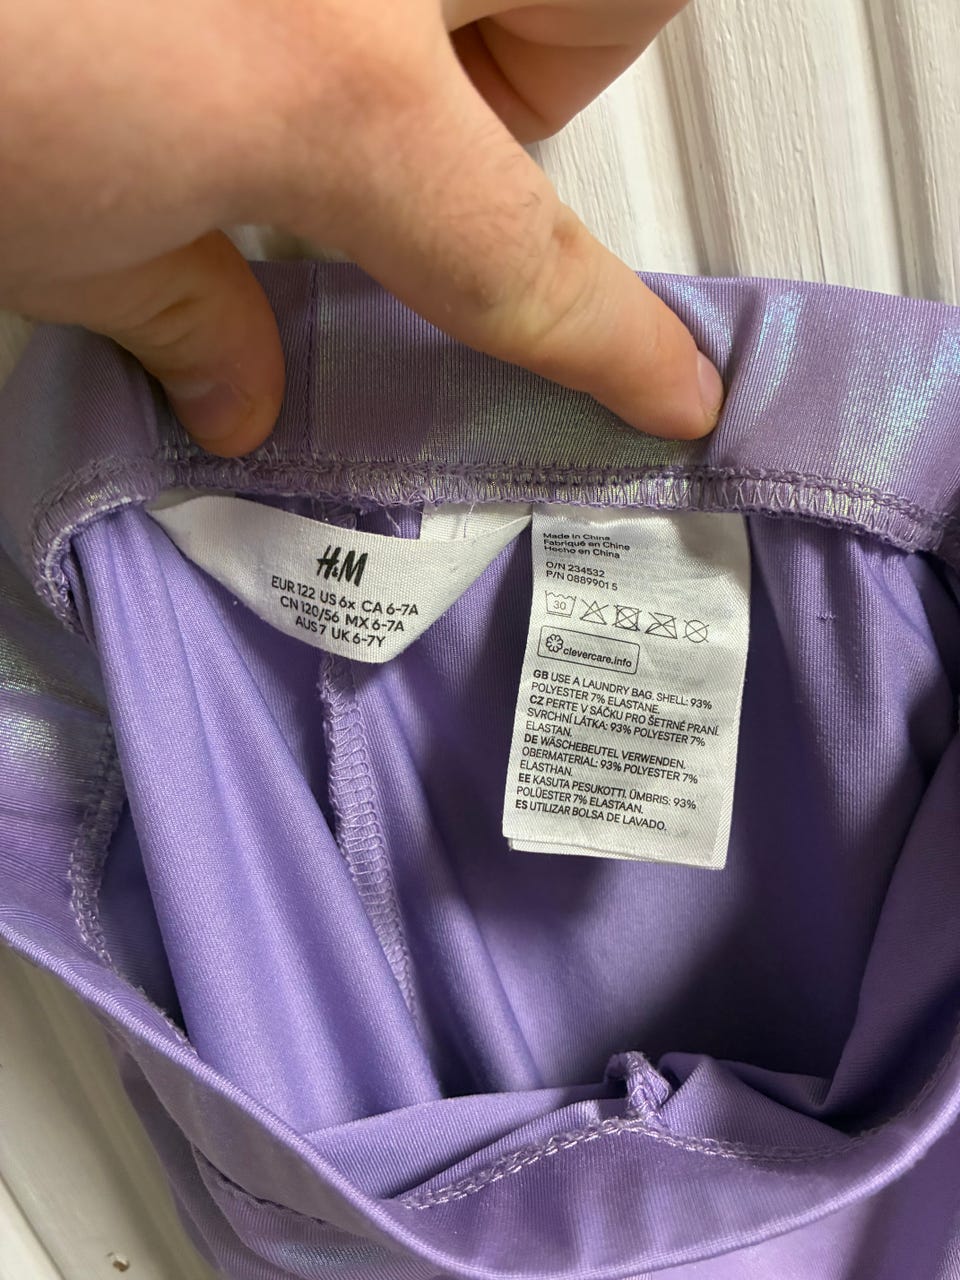 H&M
EUR 122 US 6x CA 6-7A
CN 120/56 MX 6-7A
AUS 7 UK 6-7Y
Made in China
Fabriqué en Chine
Hecho en China
O/N 234532
P/N 0889901 5
30
clevercare.info
GB USE A LAUNDRY BAG. SHELL: 93%
POLYESTER 7% ELASTANE.
CZ PERTE V SÁČKU PRO ŠETRNÉ PRANÍ.
SVRCHNÍ LÁTKA: 93% POLYESTER 7%
ELASTAN.
DE WÄSCHEBEUTEL VERWENDEN.
OBERMATERIAL: 93% POLYESTER 7%
ELASTHAN.
EE KASUTA PESUKOTTI. ÜMBRIS: 93%
POLÜESTER 7% ELASTAAN.
ES UTILIZAR BOLSA DE LAVADO.